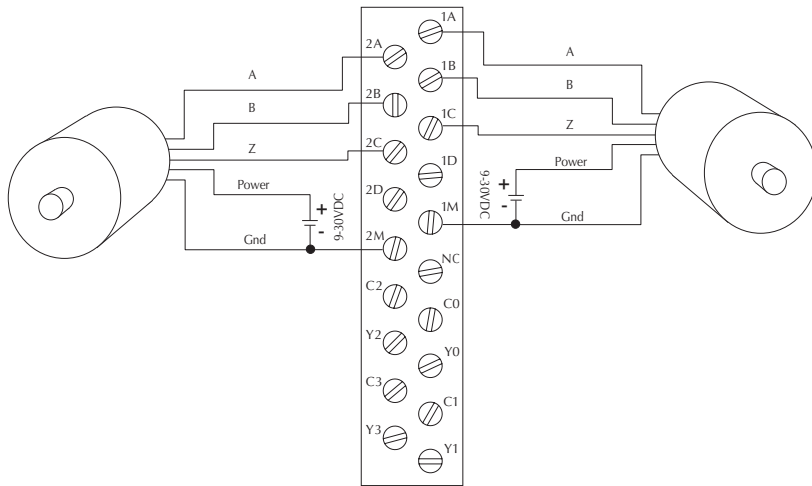 1A
2A
A
A
1B
2B
B
B
1C
2C
Z
Z
1D
Power
Power
2D
9-30VDC
+
-
9-30VDC
+
-
1M
Gnd
Gnd
2M
NC
C2
C0
Y2
Y0
C3
C1
Y3
Y1